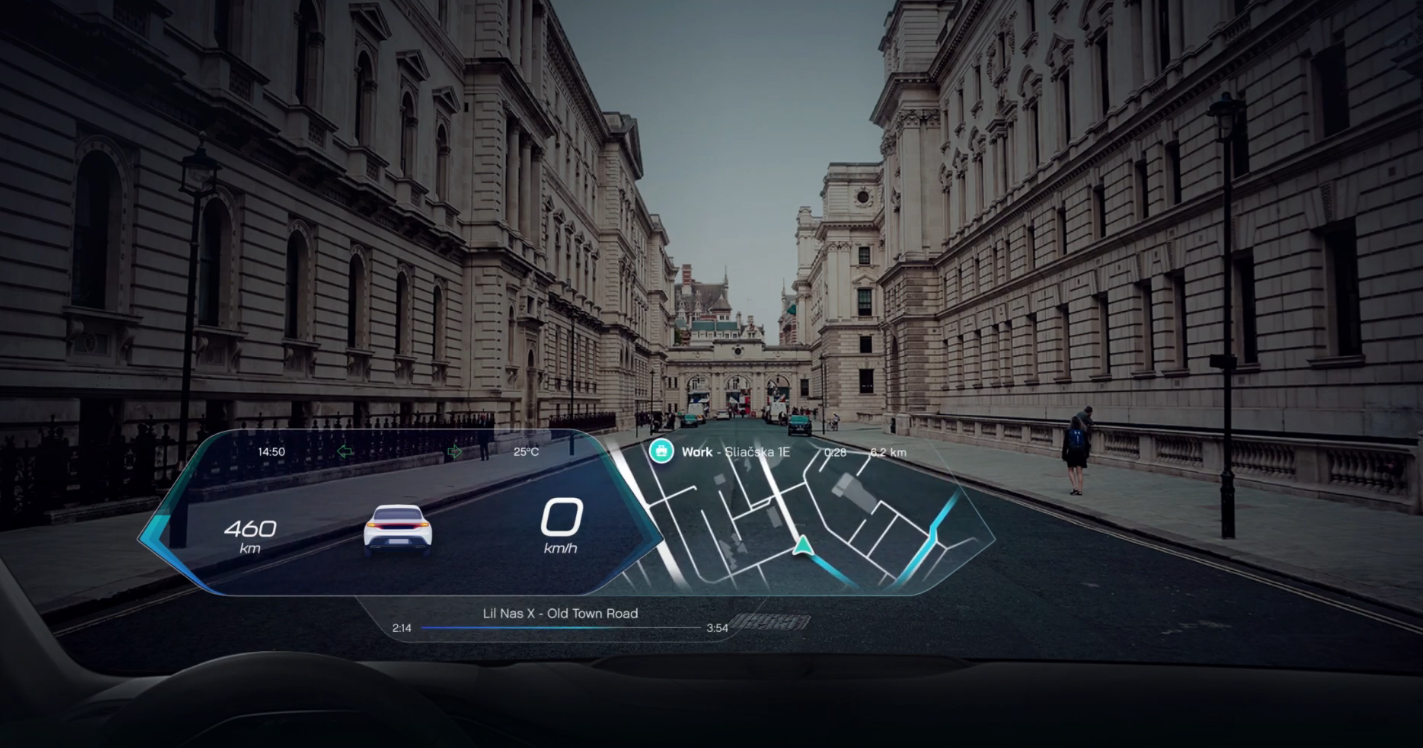 14:50
25°C
460
km
0
km/h
Work - Sliačska 1E
0:28
6.2 km
Lil Nas X - Old Town Road
2:14
3:54